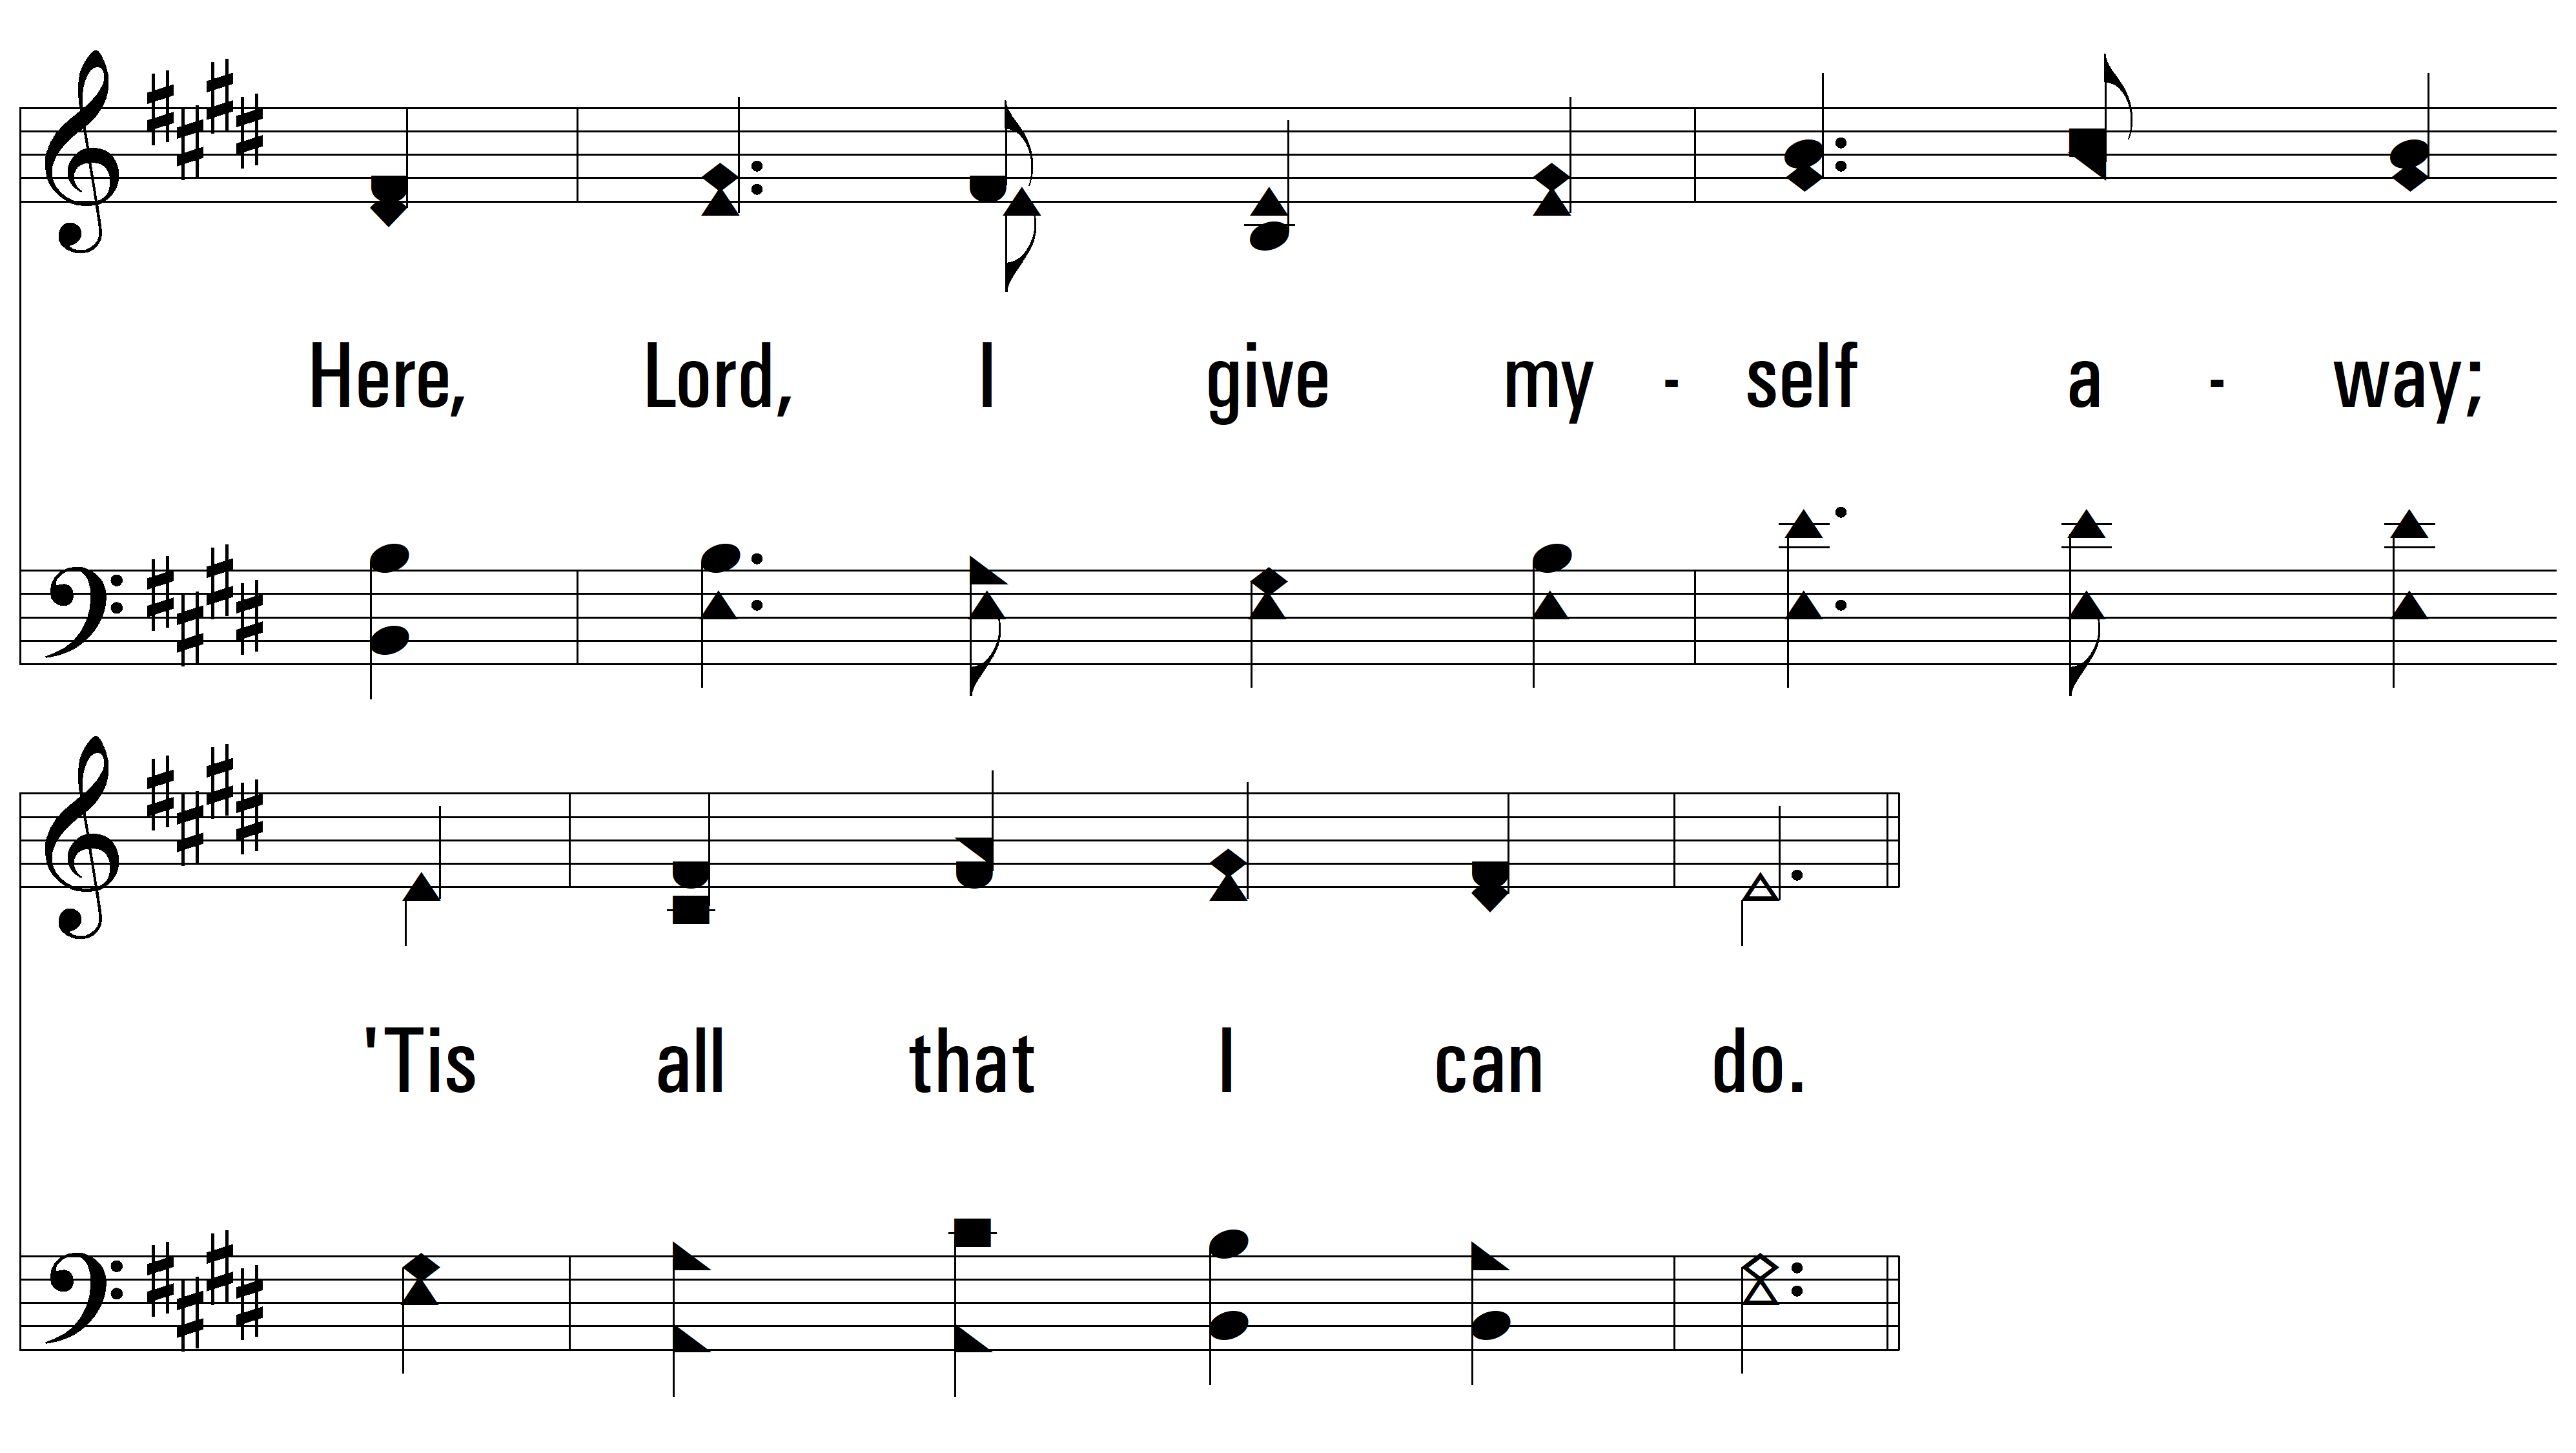 Here, Lord, I give my - self a - way;
'Tis all that I can do.